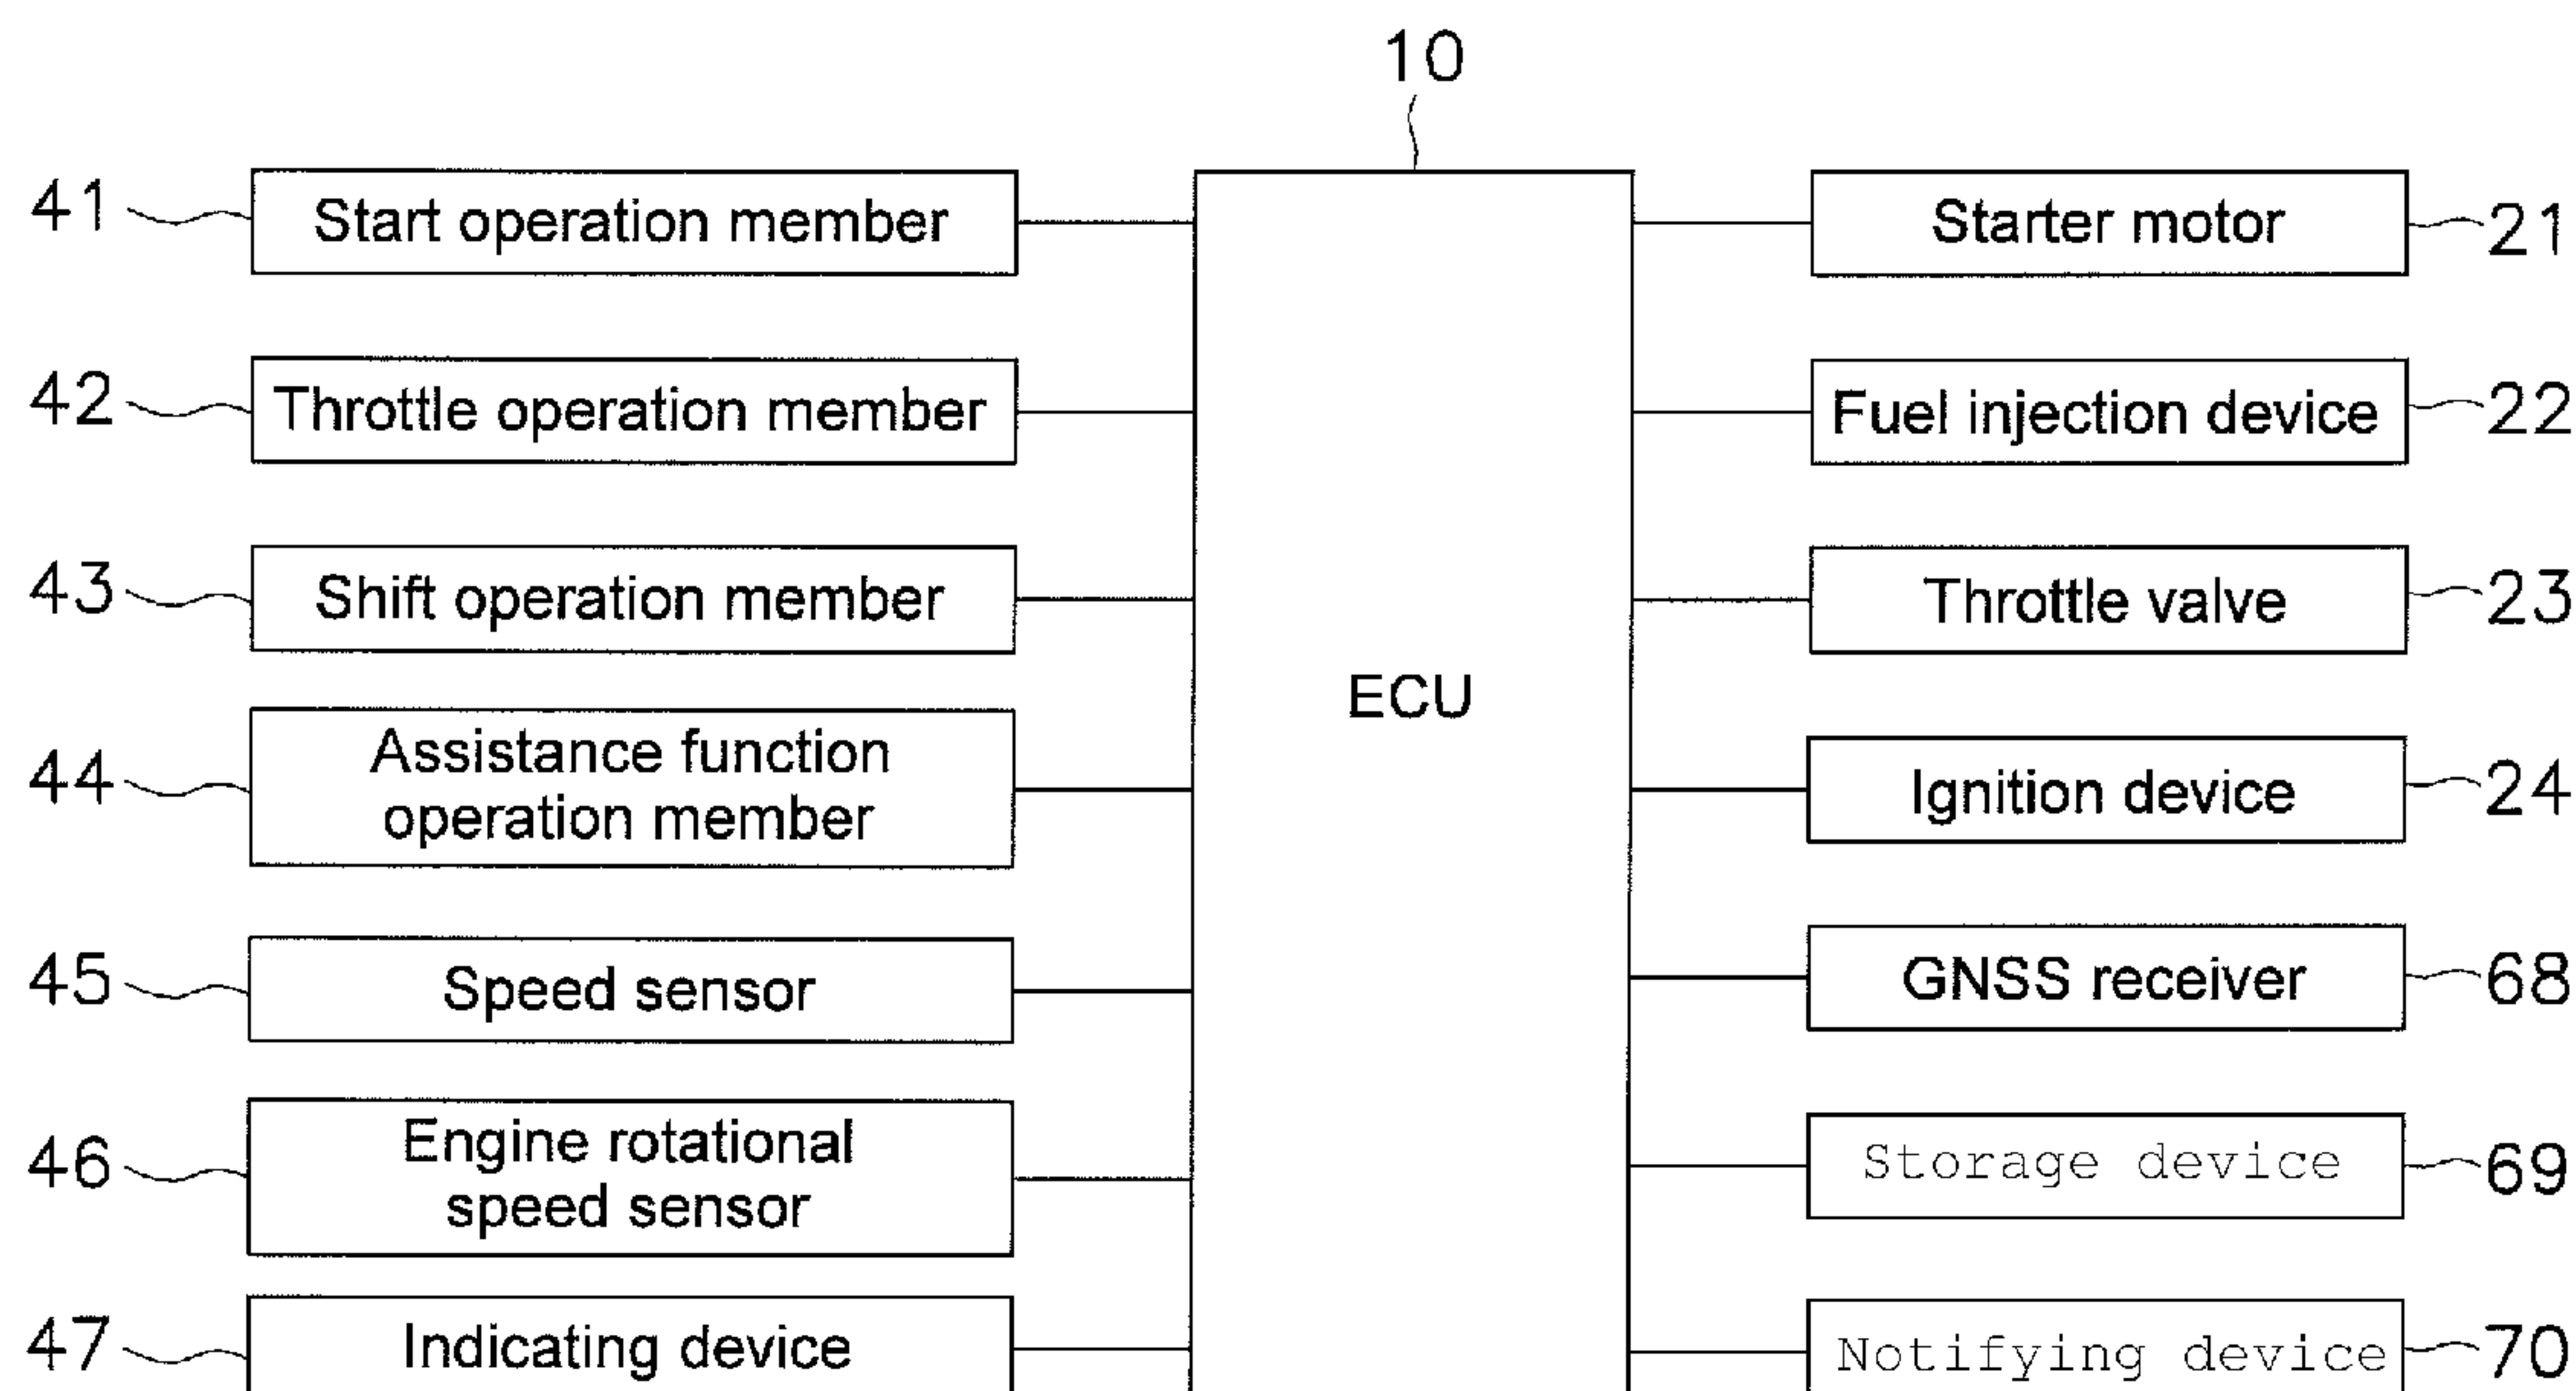 10
41 Start operation member
Starter motor 21
42 Throttle operation member
Fuel injection device 22
43 Shift operation member
Throttle valve 23
ECU
44 Assistance function
operation member
Ignition device 24
45 Speed sensor
GNSS receiver 68
46 Engine rotational
speed sensor
Storage device 69
47 Indicating device
Notifying device 70